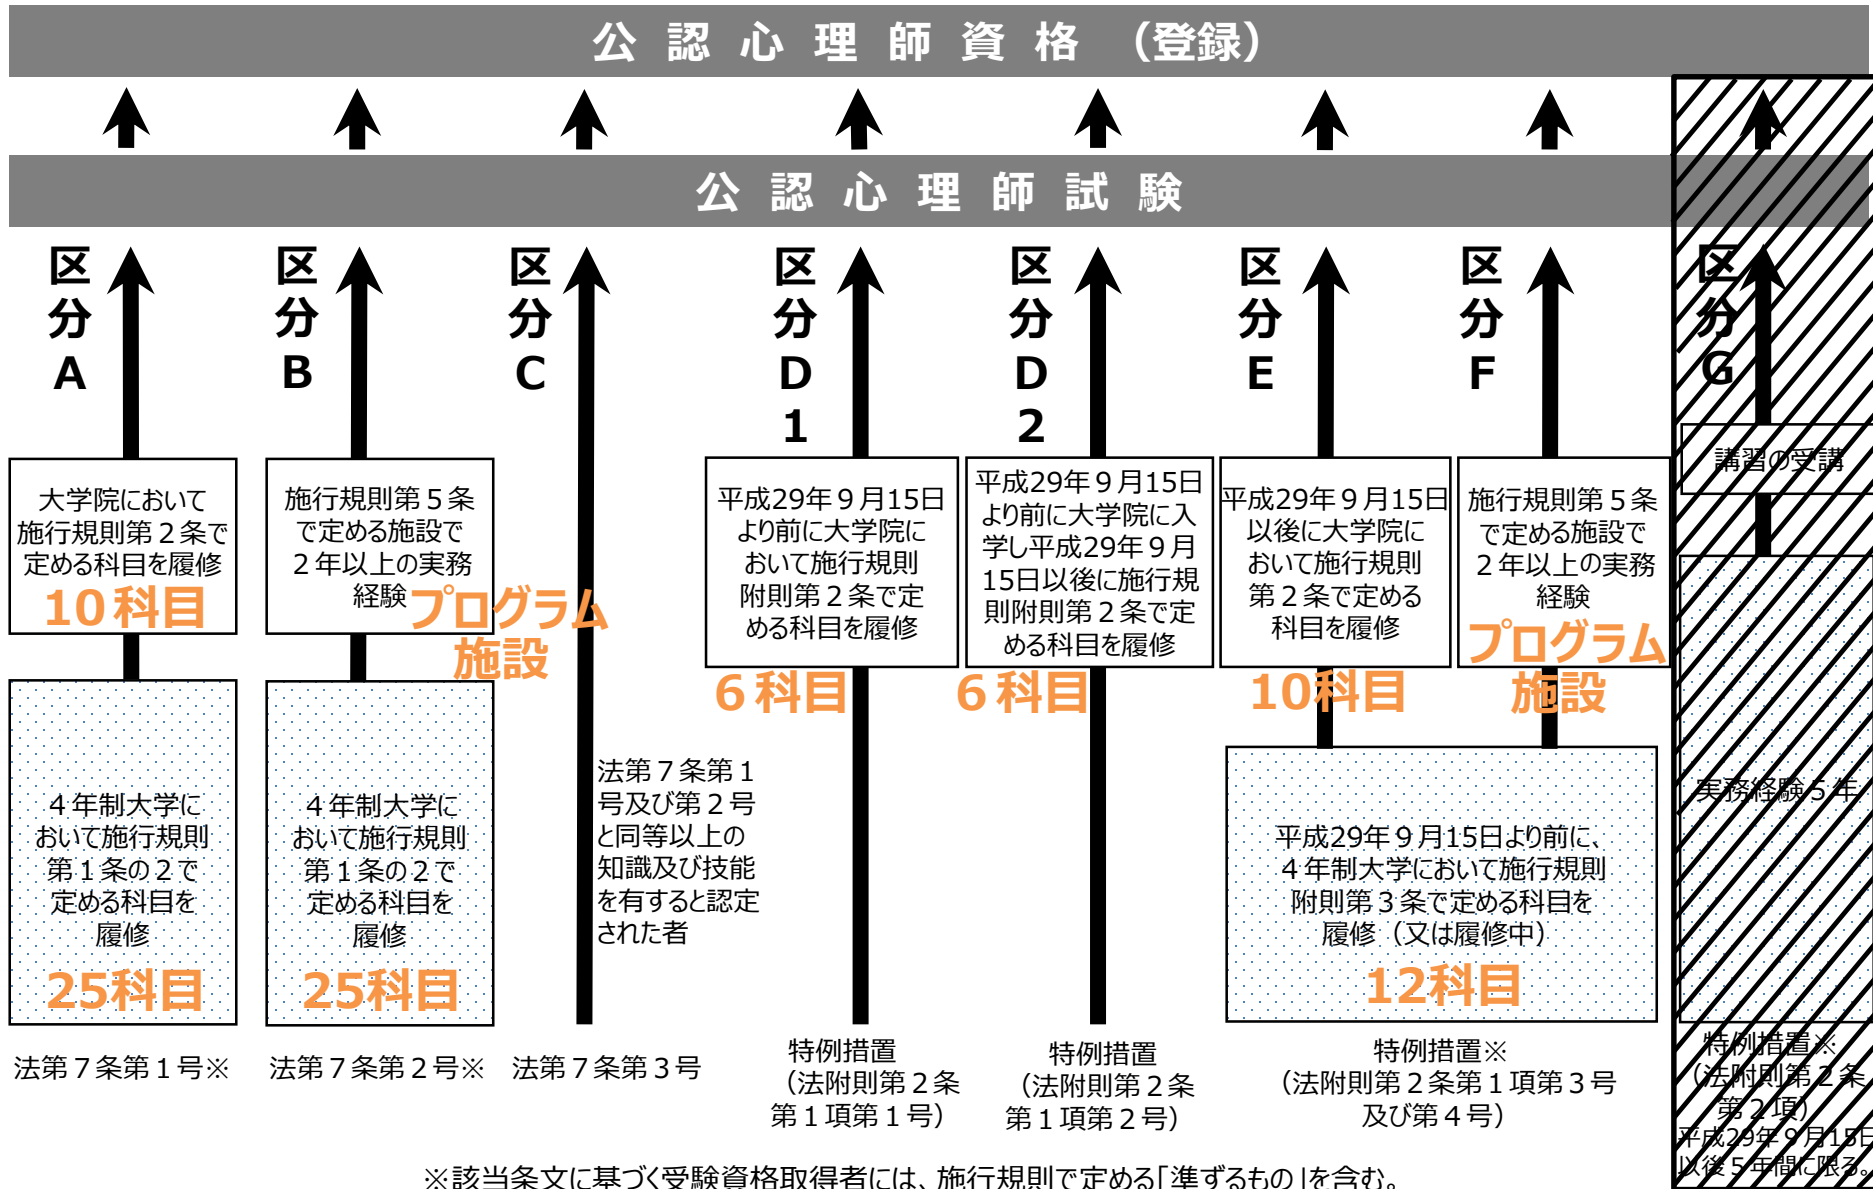 公認心理師資格（登録）
公認心理師試験
区分A
区分B
区分C
区分D1
区分D2
区分E
区分F
区分G
大学院において
施行規則第２条で
定める科目を履修
10科目
４年制大学に
おいて施行規則
第１条の２で
定める科目を
履修
25科目
法第７条第１号※
施行規則第５条
で定める施設で
２年以上の実務
経験
プログラム
施設
４年制大学に
おいて施行規則
第１条の２で
定める科目を
履修
25科目
法第７条第２号※
法第７条第１
号及び第２号
と同等以上の
知識及び技能
を有すると認定
された者
法第７条第３号
平成29年９月15日
より前に大学院に
おいて施行規則
附則第２条で定
める科目を履修
６科目
特例措置
（法附則第２条
第１項第１号）
平成29年９月15日
より前に大学院に入
学し平成29年９月
15日以後に施行規
則附則第２条で定
める科目を履修
６科目
特例措置
（法附則第２条
第１項第２号）
平成29年９月15日
以後に大学院に
おいて施行規則
第２条で定める
科目を履修
10科目
施行規則第５条
で定める施設で
２年以上の実務
経験
プログラム
施設
平成29年９月15日より前に、
４年制大学において施行規則
附則第３条で定める科目を
履修（又は履修中）
12科目
特例措置※
（法附則第２条第１項第３号
及び第４号）
講習の受講
実務経験５年
特例措置※
（法附則第２条
第２項）
平成29年９月15日
以後５年間に限る。
※該当条文に基づく受験資格取得者には、施行規則で定める「準ずるもの」を含む。